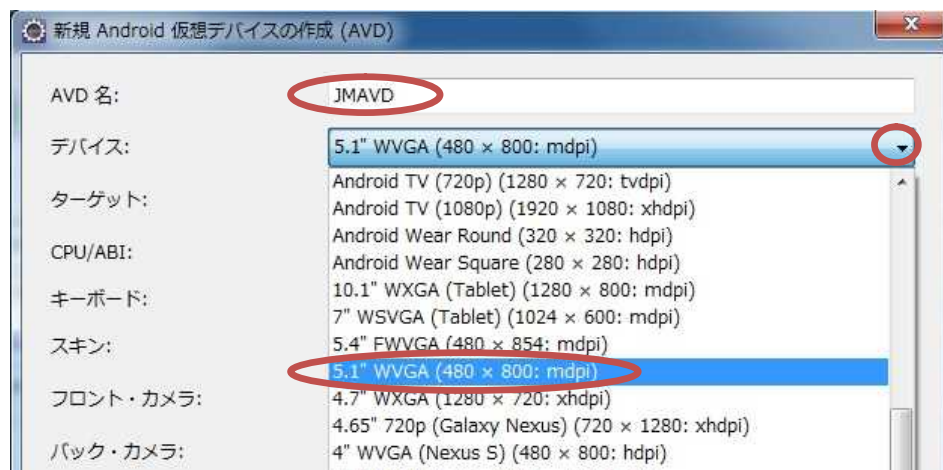 新規 Android 仮想デバイスの作成 (AVD)
AVD 名:
JMAVD
デバイス:
5.1" WVGA (480 × 800: mdpi)
Android TV (720p) (1280 × 720: tvdpi)
ターゲット:
Android TV (1080p) (1920 × 1080: xhdpi)
Android Wear Round (320 × 320: hdpi)
CPU/ABI:
Android Wear Square (280 × 280: hdpi)
10.1" WXGA (Tablet) (1280 × 800: mdpi)
キーボード:
7" WSVGA (Tablet) (1024 × 600: mdpi)
スキン:
5.4" FWVGA (480 × 854: mdpi)
5.1" WVGA (480 × 800: mdpi)
フロント・カメラ:
4.7" WXGA (1280 × 720: xhdpi)
4.65" 720p (Galaxy Nexus) (720 × 1280: xhdpi)
バック・カメラ:
4" WVGA (Nexus S) (480 × 800: hdpi)